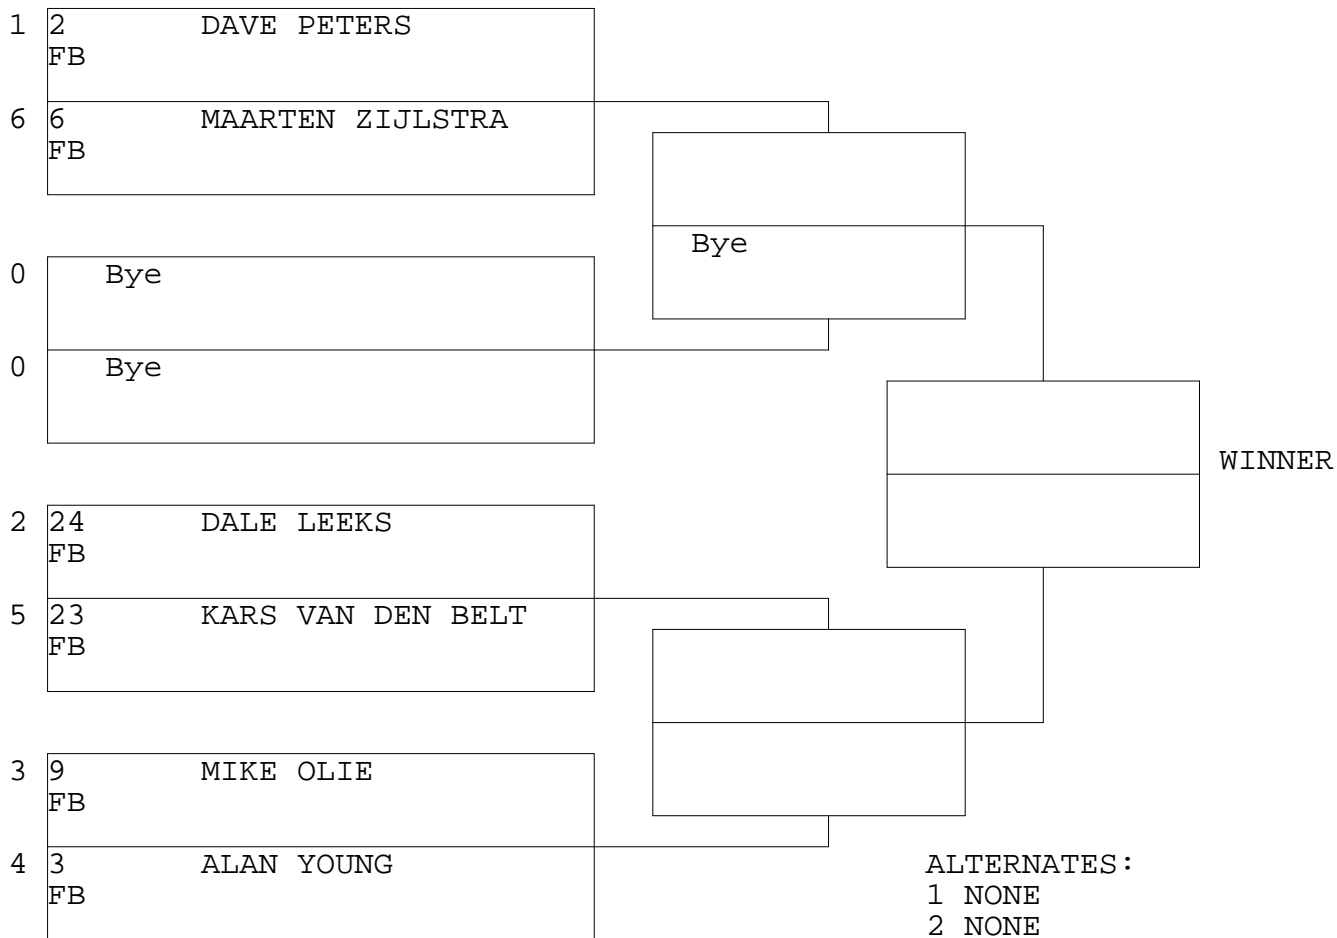 1 2 DAVE PETERS
FB
6 6 MAARTEN ZIJLSTRA
FB
Bye
0 Bye
0 Bye
WINNER
2 24 DALE LEEKS
FB
5 23 KARS VAN DEN BELT
FB
3 9 MIKE OLIE
FB
4 3 ALAN YOUNG
FB
ALTERNATES:
1 NONE
2 NONE